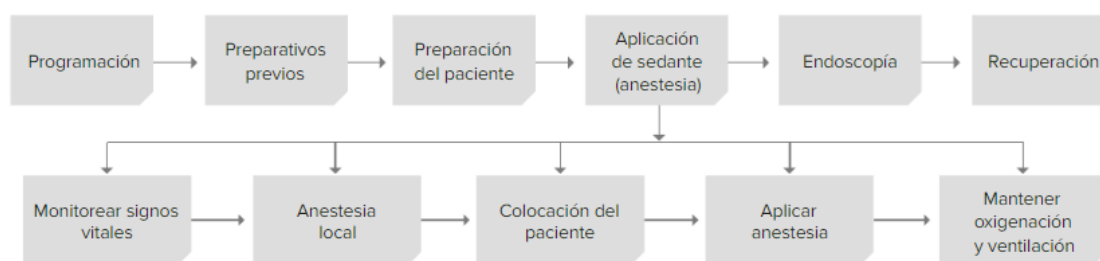 Programación
Preparativos
previos
Preparación
del paciente
Aplicación
de sedante
(anestesia)
Endoscopía
Recuperación
Monitorear signos
vitales
Anestesia
local
Colocación del
paciente
Aplicar
anestesia
Mantener
oxigenación
y ventilación